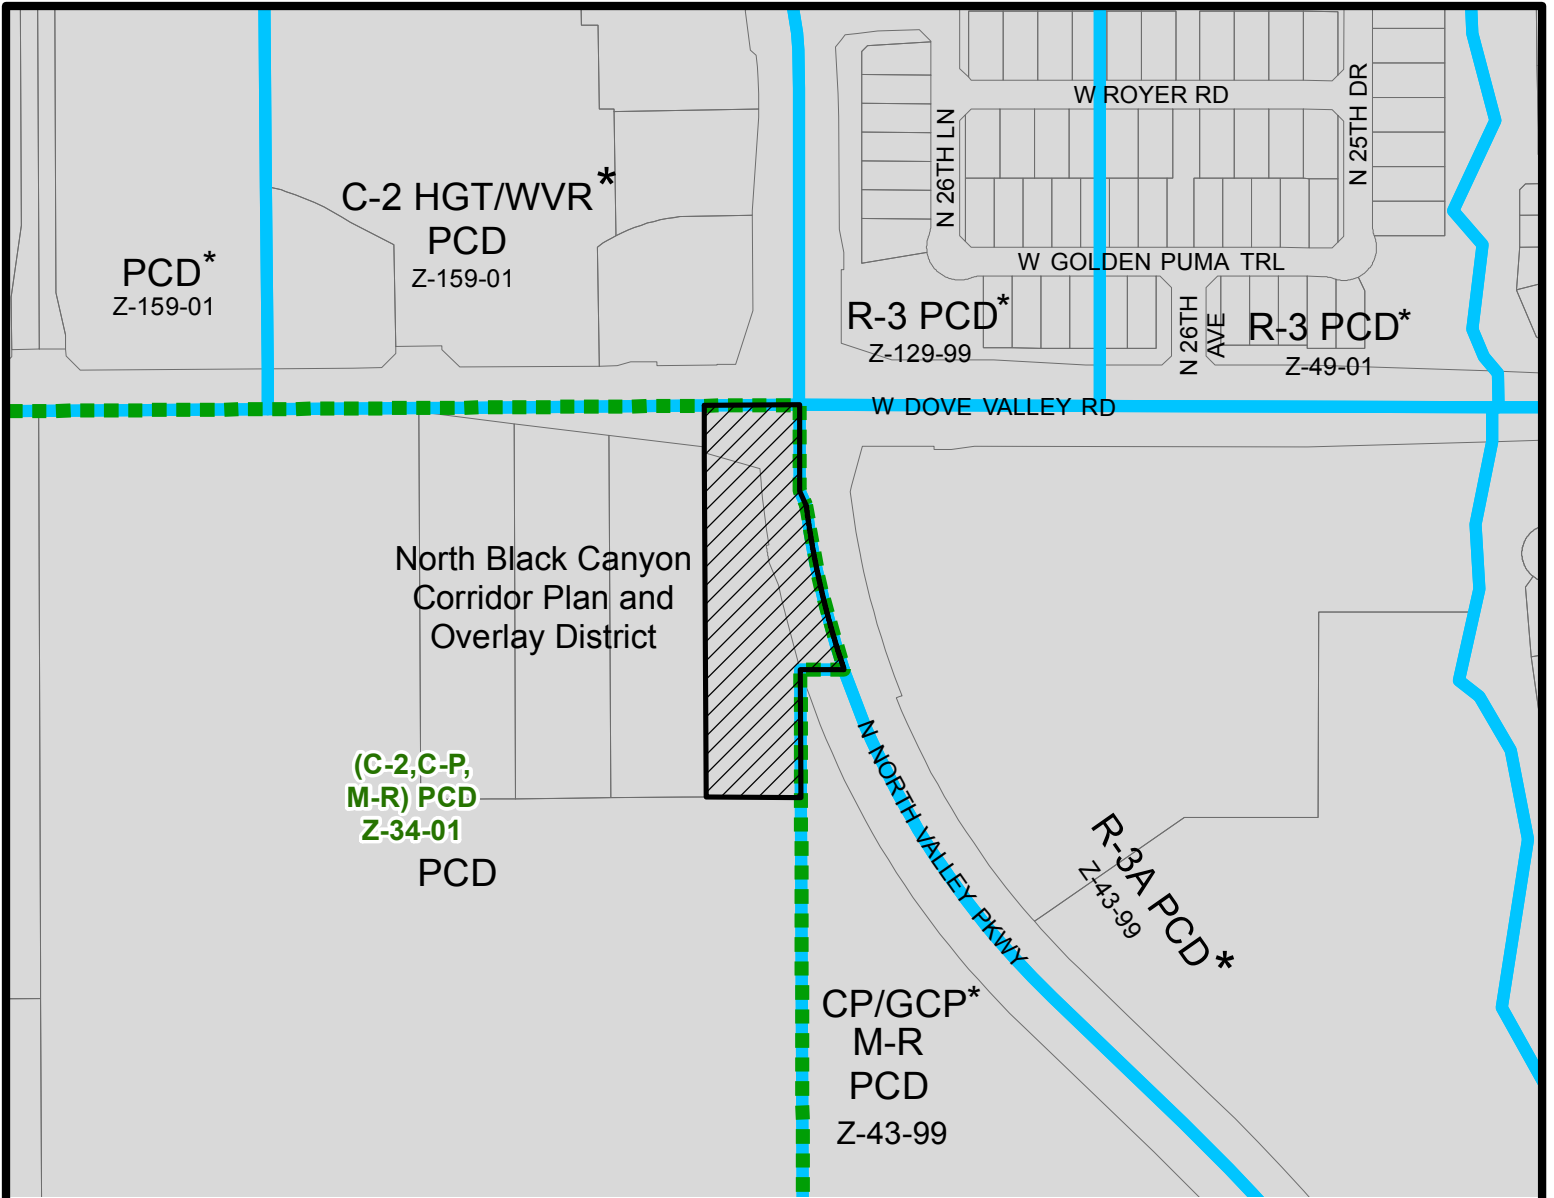 W ROYER RD
N 26TH LN
N 25TH DR
C-2 HGT/WVR*
PCD
Z-159-01
PCD*
Z-159-01
W GOLDEN PUMA TRL
R-3 PCD*
Z-129-99
N 26TH
AVE
R-3 PCD*
Z-49-01
W DOVE VALLEY RD
North Black Canyon
Corridor Plan and
Overlay District
(C-2,C-P,
M-R) PCD
Z-34-01
PCD
N NORTH VALLEY PKWY
R-3A PCD*
Z-43-99
CP/GCP*
M-R
PCD
Z-43-99